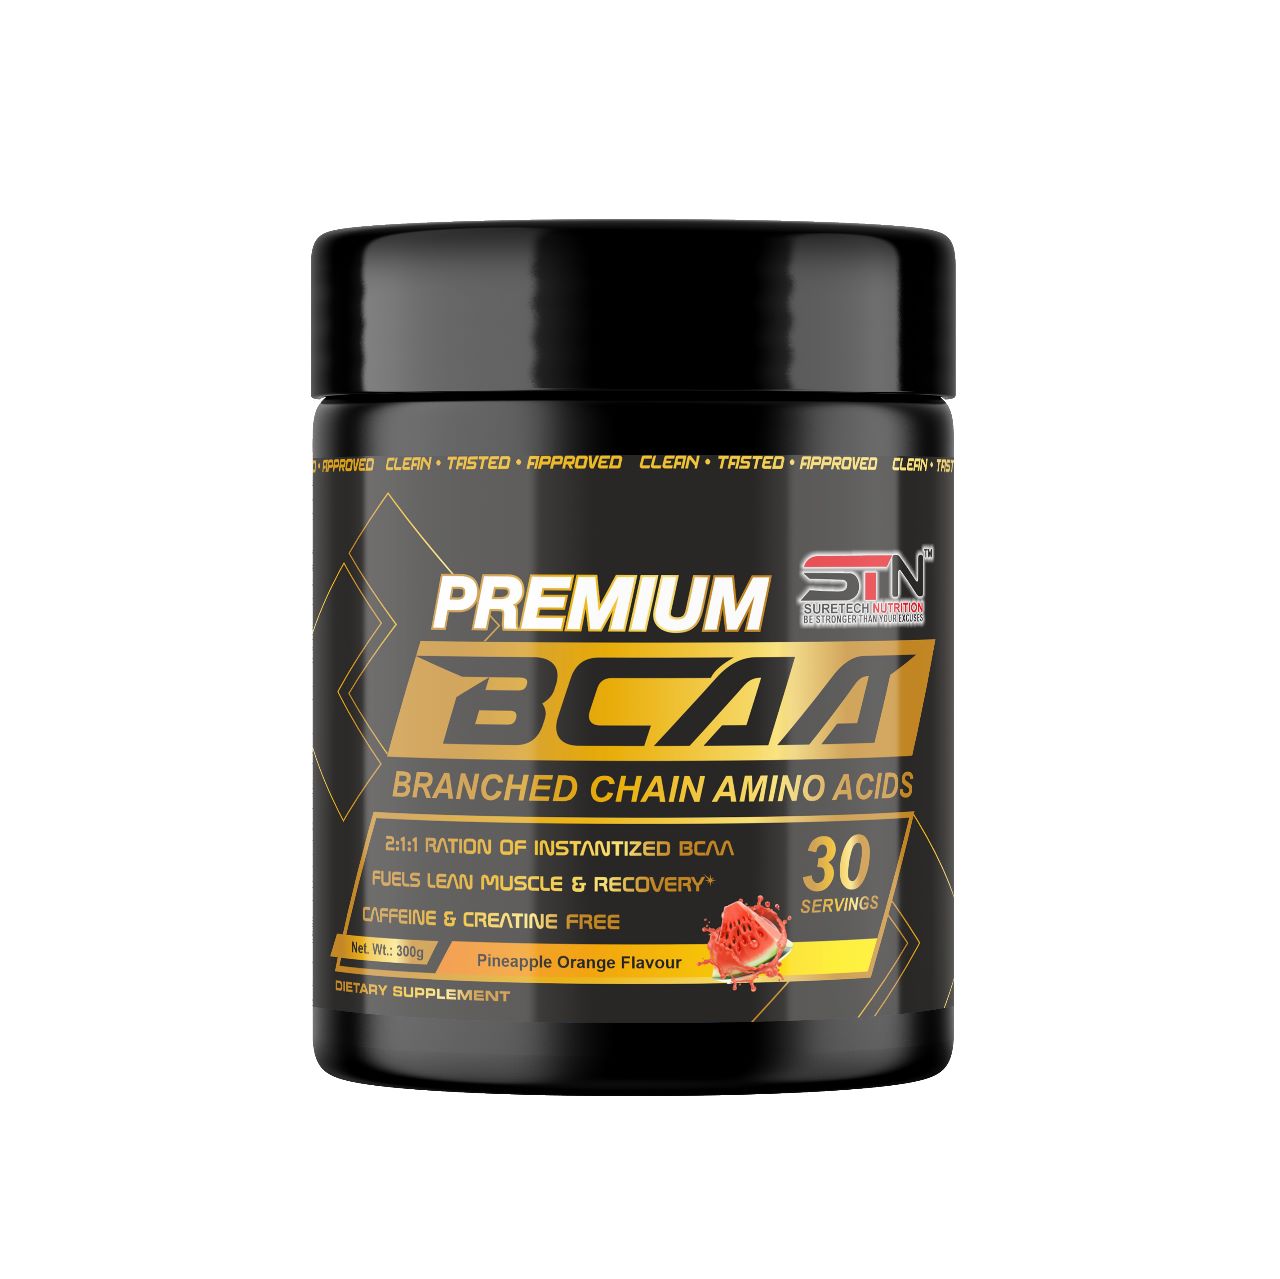 • APPROVED CLEAN • TASTED • APPROVED CLEAN • TASTED • APPROVED CLEAN • TAST
STN™
SURETECH NUTRITION
BE STRONGER THAN YOUR EXCUSES
PREMIUM
BCAA
BRANCHED CHAIN AMINO ACIDS
2:1:1 RATION OF INSTANTIZED BCAA
FUELS LEAN MUSCLE & RECOVERY*
CAFFEINE & CREATINE FREE
30
SERVINGS
Net. Wt.: 300g
Pineapple Orange Flavour
DIETARY SUPPLEMENT